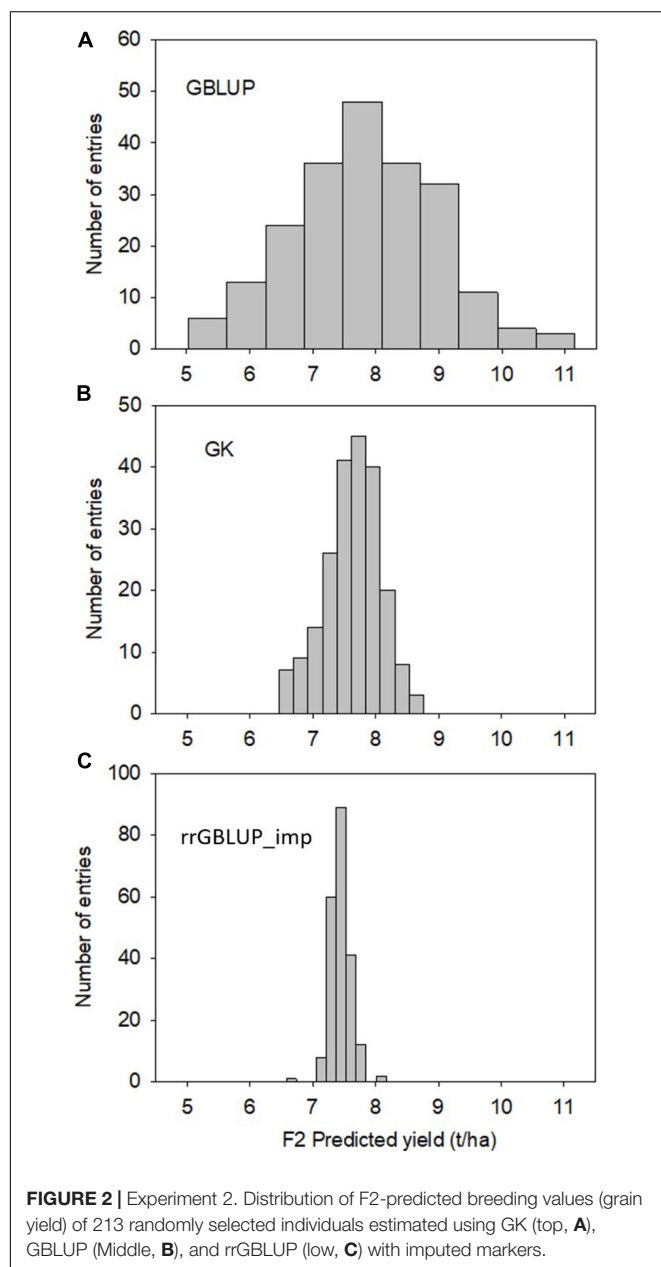 A
60
50
40
30
20
10
0
Number of entries
GBLUP
5 6 7 8 9 10 11
B
50
40
30
20
10
0
Number of entries
GK
5 6 7 8 9 10 11
C
100
80
60
40
20
0
Number of entries
rrGBLUP_imp
5 6 7 8 9 10 11
F2 Predicted yield (t/ha)
FIGURE 2 | Experiment 2. Distribution of F2-predicted breeding values (grain
yield) of 213 randomly selected individuals estimated using GK (top, A),
GBLUP (Middle, B), and rrGBLUP (low, C) with imputed markers.